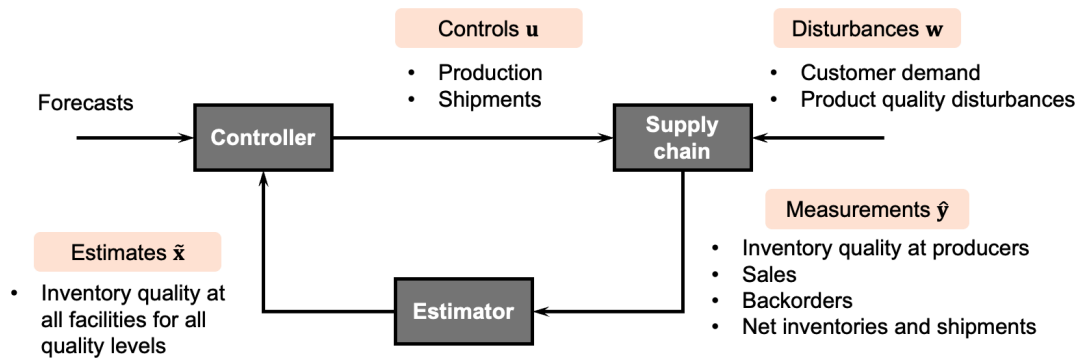 Controls u
• Production
• Shipments
Disturbances w
• Customer demand
• Product quality disturbances
Forecasts
Controller
Supply
chain
Measurements ŷ
• Inventory quality at producers
• Sales
• Backorders
• Net inventories and shipments
Estimates x̃
• Inventory quality at
all facilities for all
quality levels
Estimator